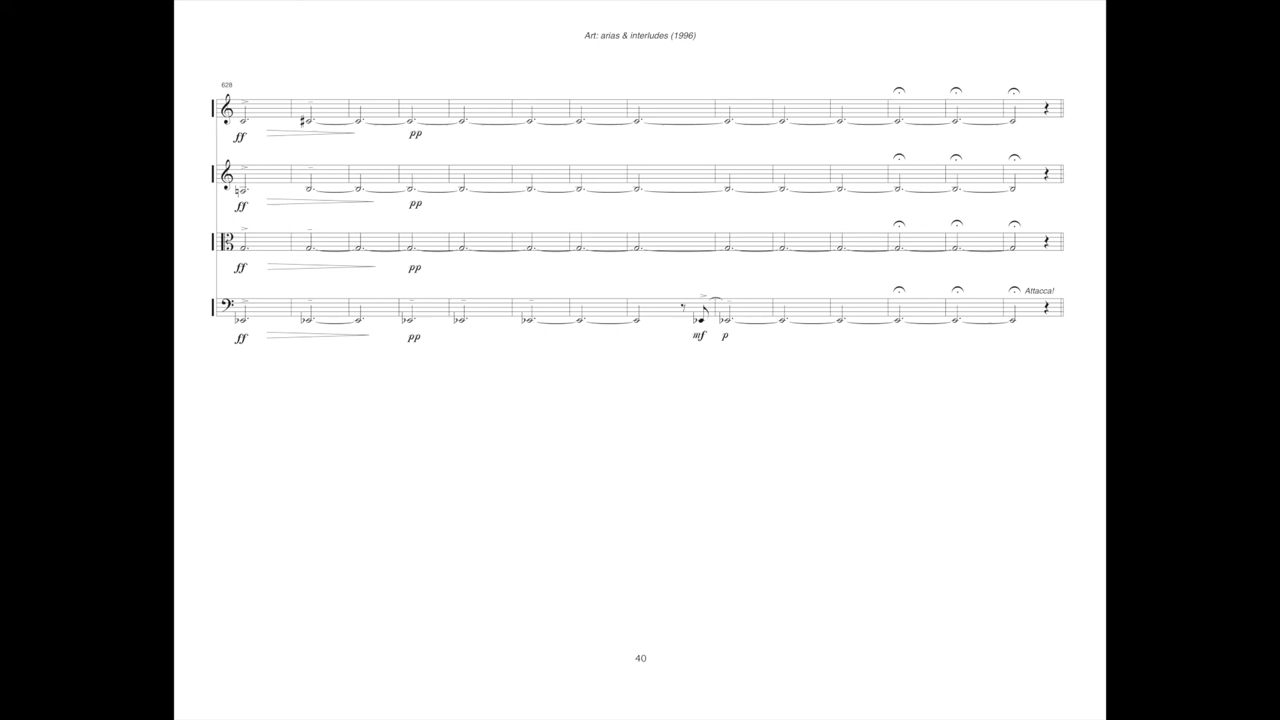 Art: arias & interludes (1996)
628
ff pp
ff pp
ff pp
Attacca!
ff pp mf p
40